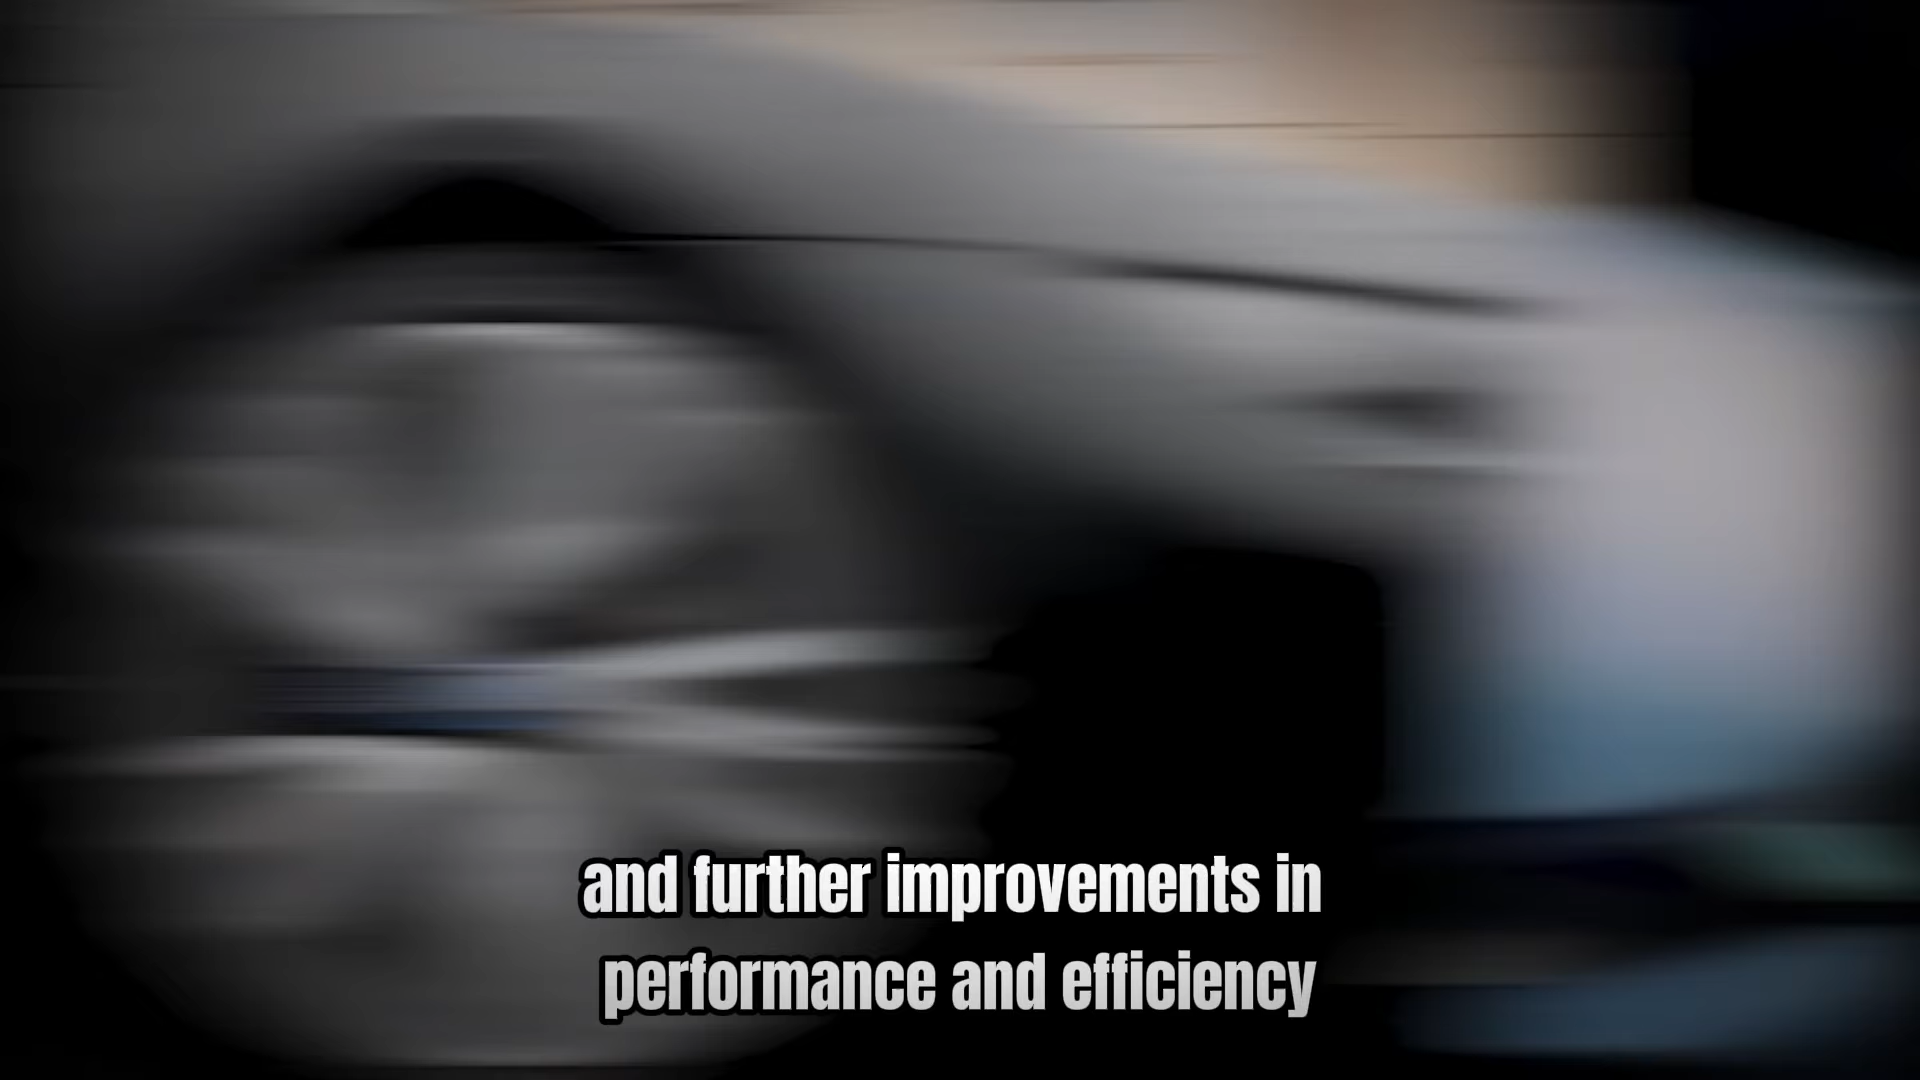 and further improvements in
performance and efficiency